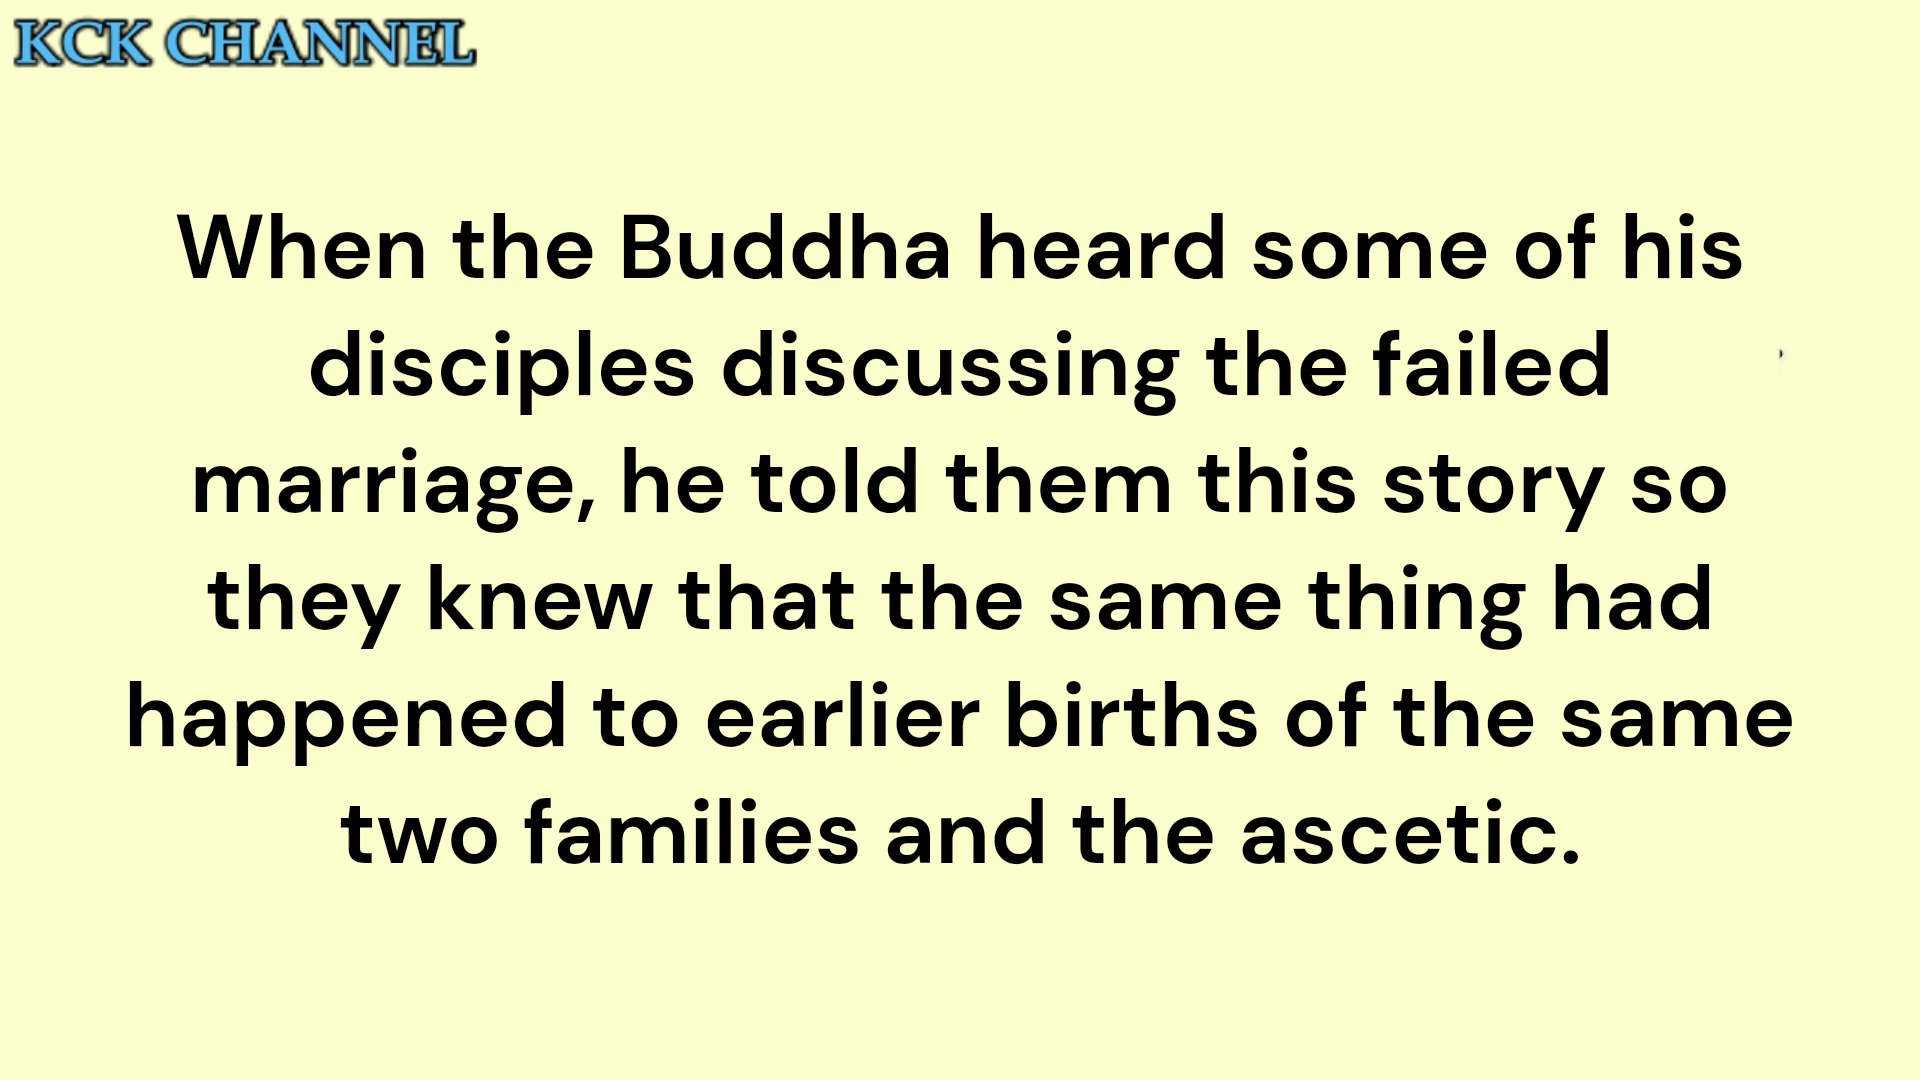 KCK CHANNEL
When the Buddha heard some of his
disciples discussing the failed
marriage, he told them this story so
they knew that the same thing had
happened to earlier births of the same
two families and the ascetic.